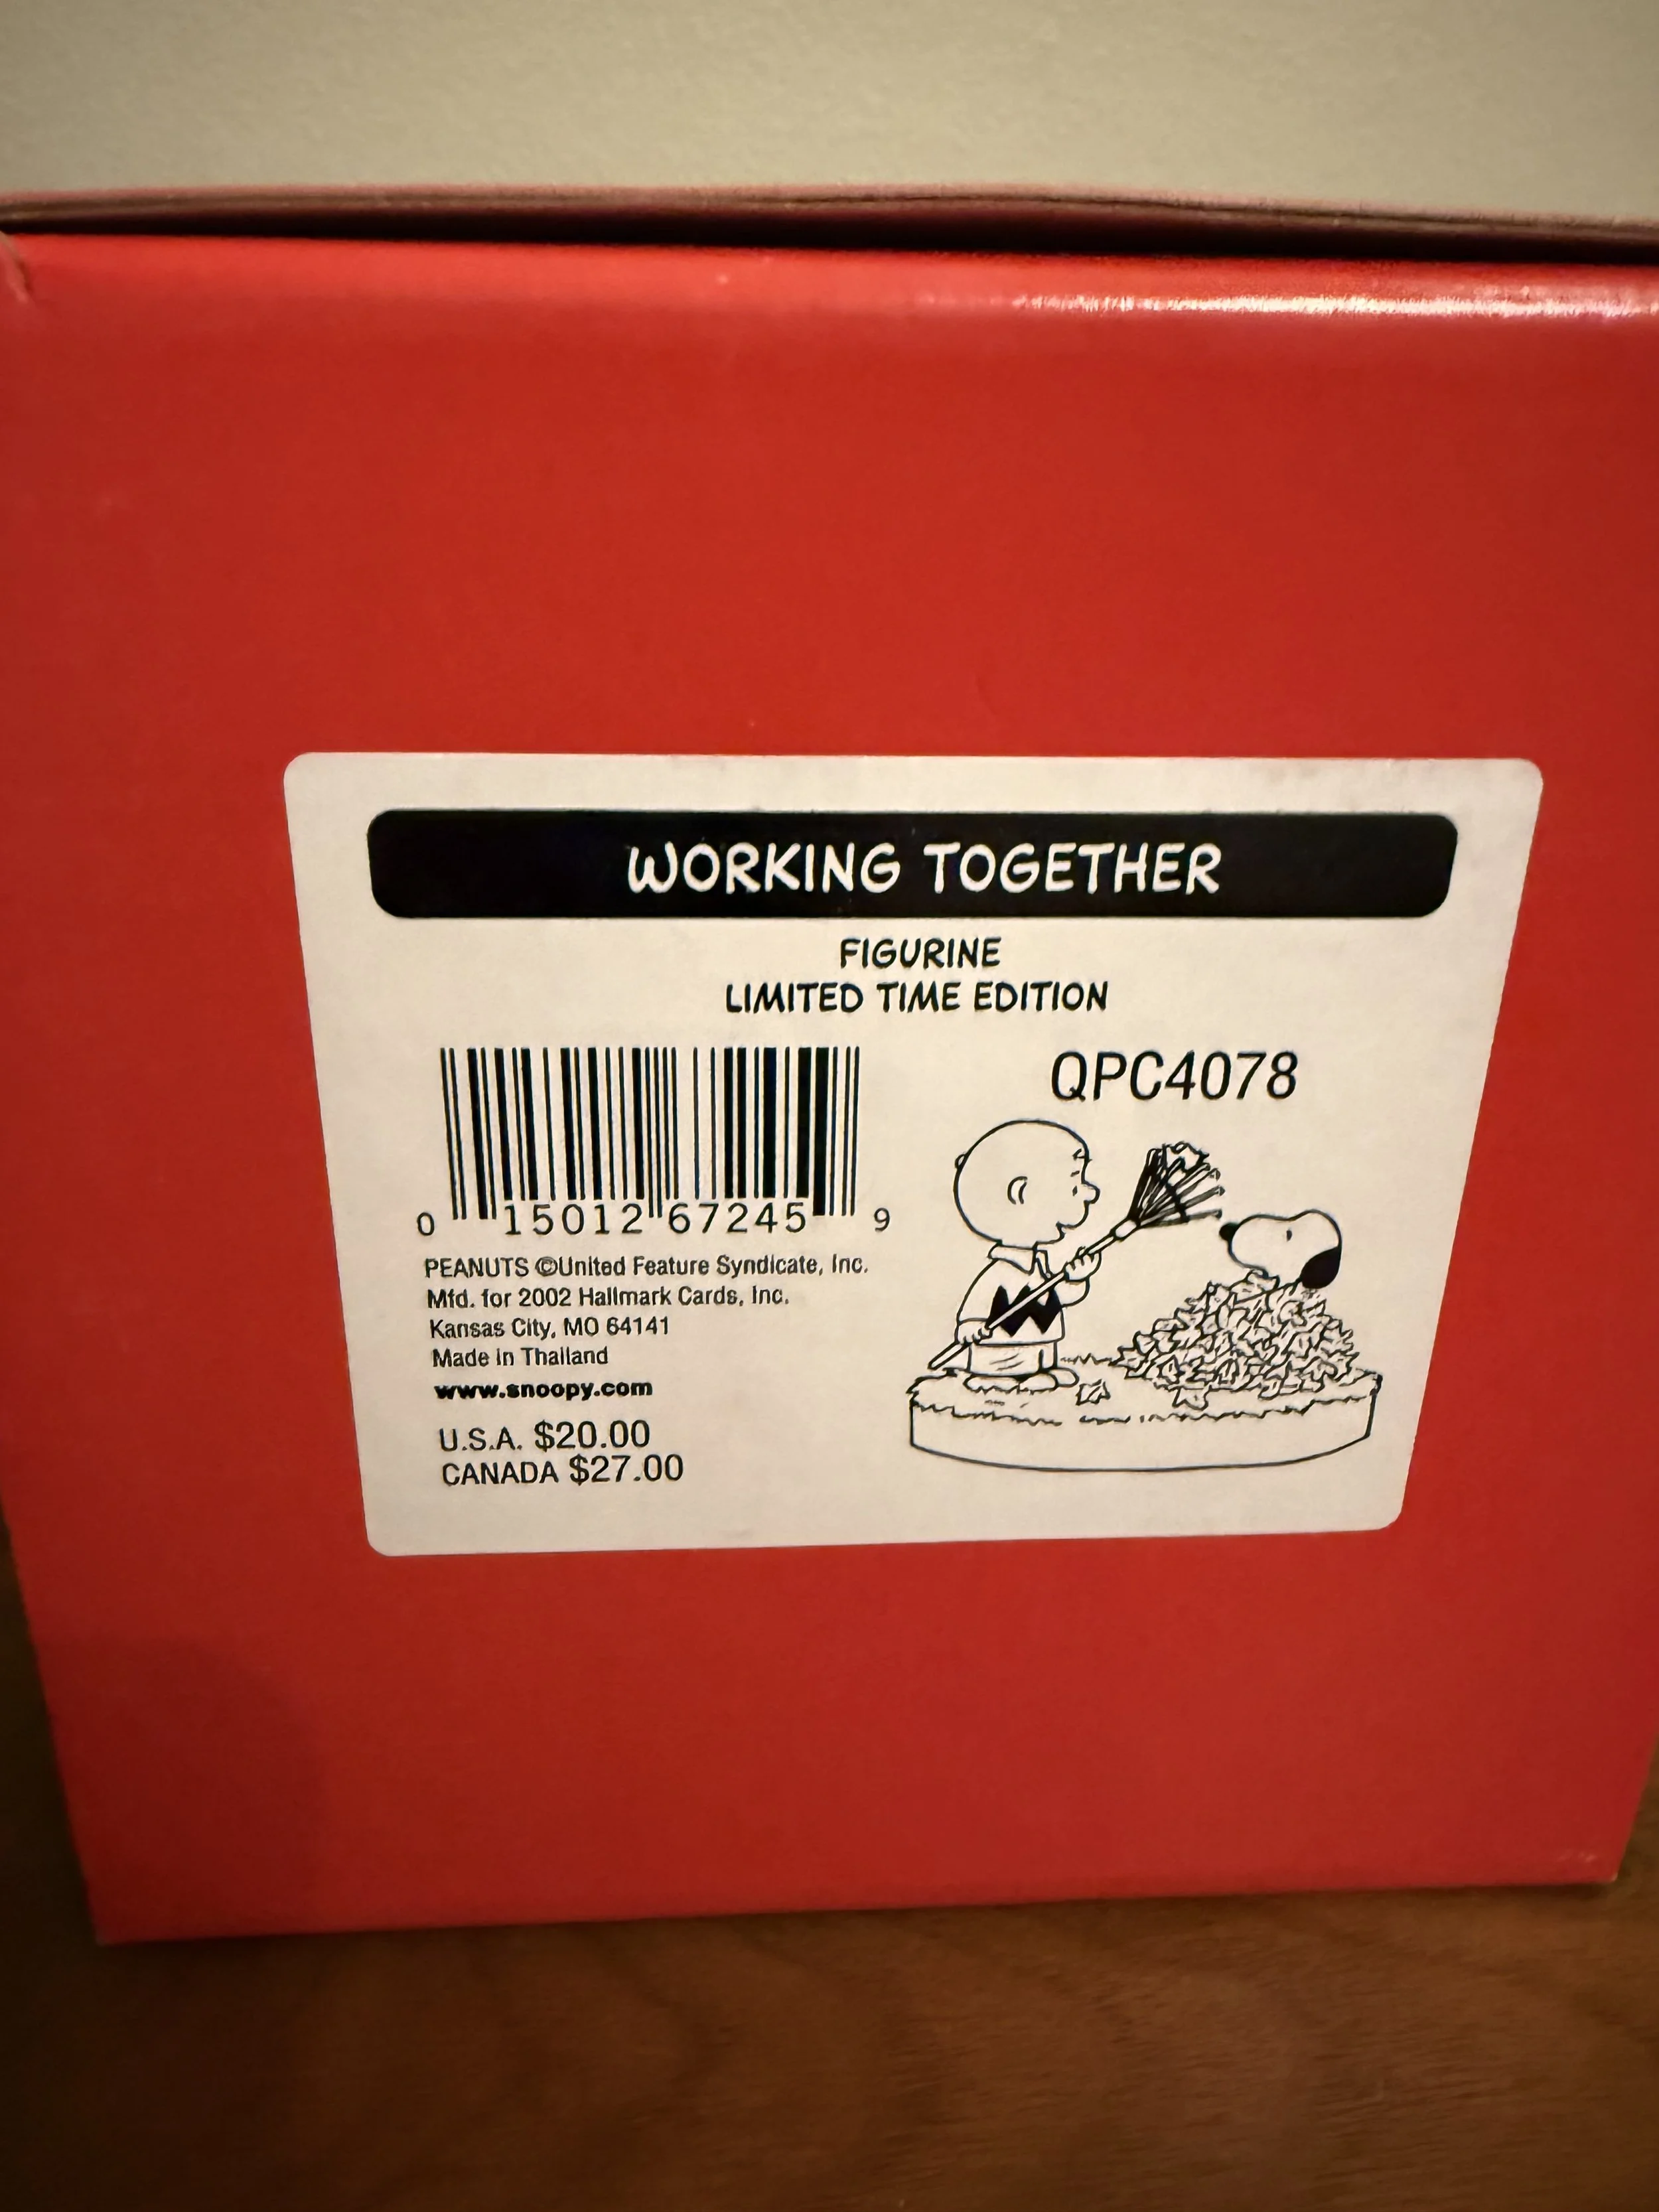 WORKING TOGETHER
FIGURINE
LIMITED TIME EDITION
QPC4078
0 15012 67245 9
PEANUTS ©United Feature Syndicate, Inc.
Mfd. for 2002 Hallmark Cards, Inc.
Kansas City, MO 64141
Made in Thailand
www.snoopy.com
U.S.A. $20.00
CANADA $27.00